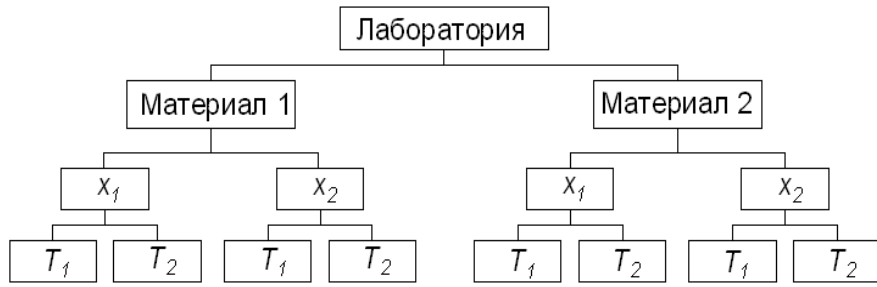 Лаборатория
Материал 1 Материал 2
x₁ x₂ x₁ x₂
T₁ T₂ T₁ T₂ T₁ T₂ T₁ T₂